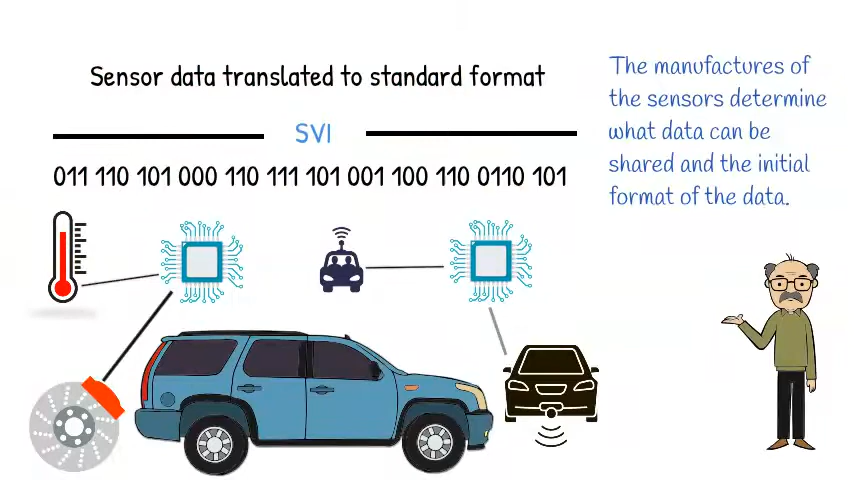 Sensor data translated to standard format
SVI
011 110 101 000 110 111 101 001 100 110 0110 101
The manufactures of
the sensors determine
what data can be
shared and the initial
format of the data.